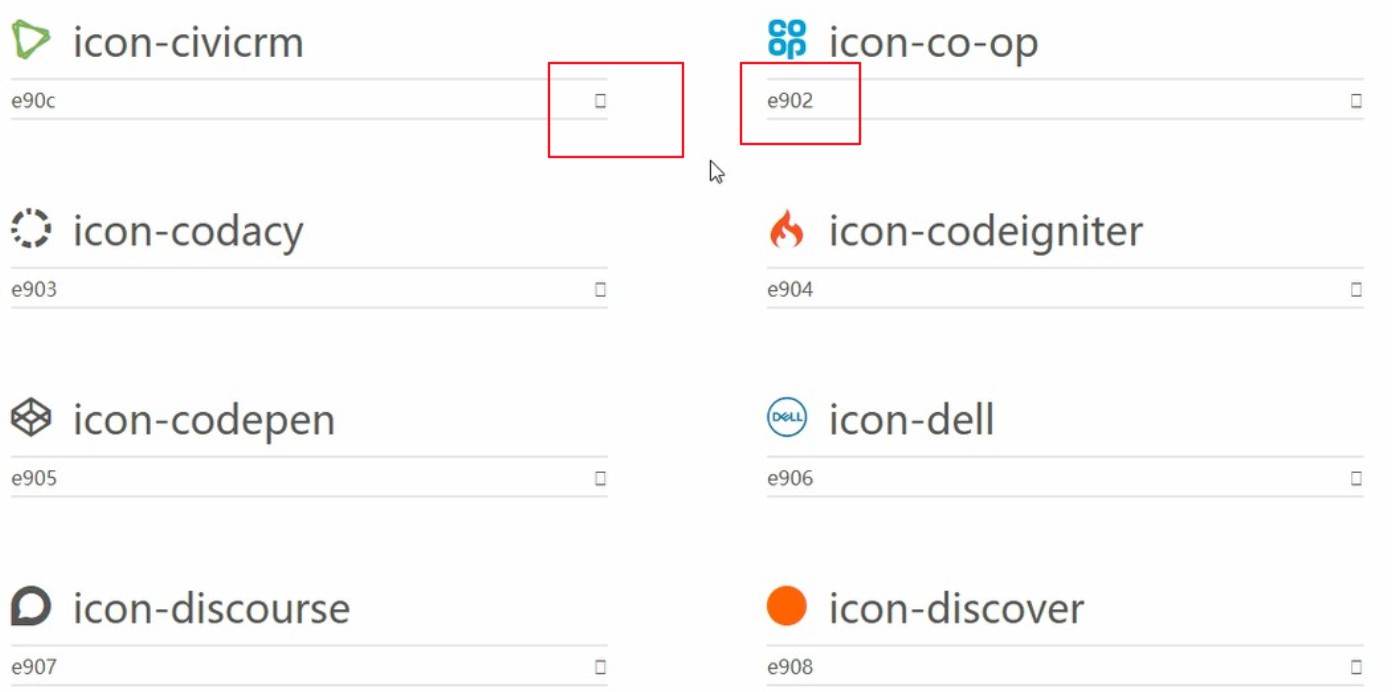 icon-civicrm
icon-co-op
e90c
e902
icon-codacy
icon-codeigniter
e903
e904
icon-codepen
DELL
icon-dell
e905
e906
icon-discourse
icon-discover
e907
e908